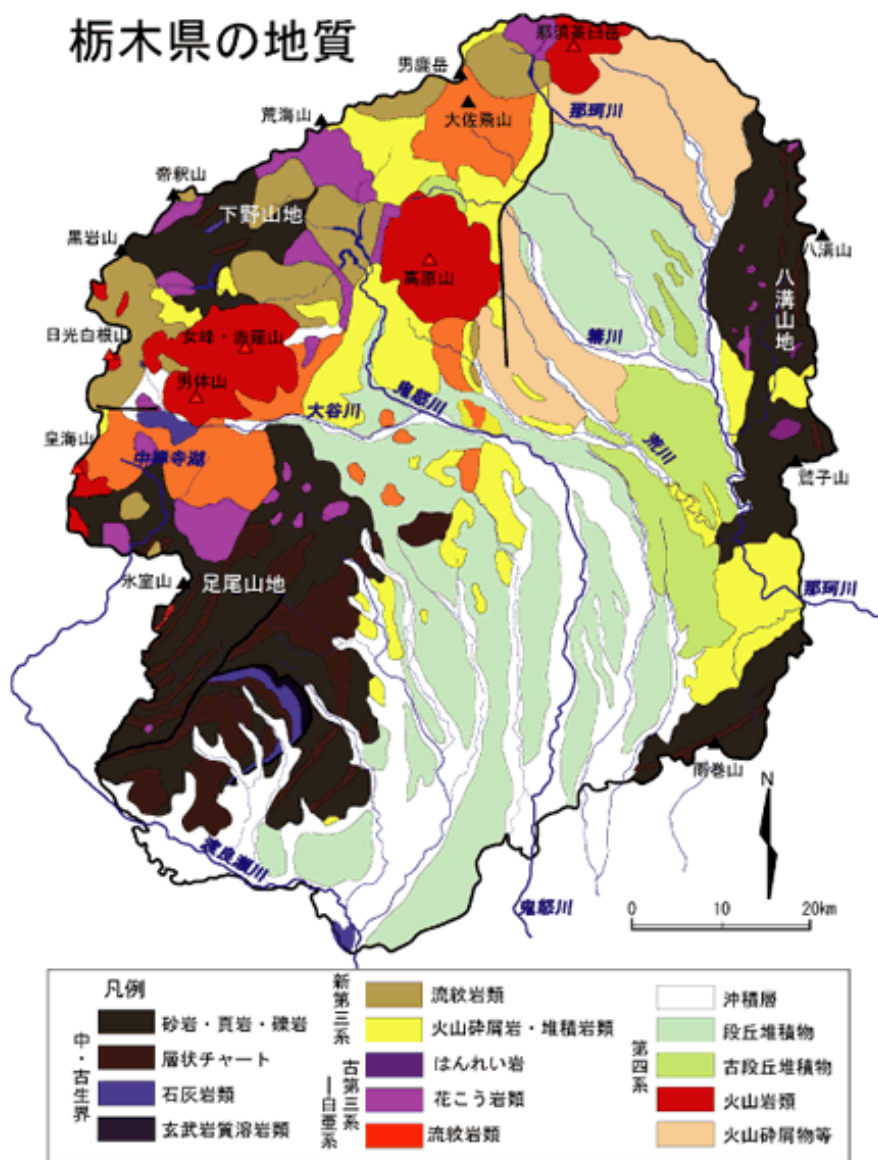 栃木県の地質
那須茶臼岳
男鹿岳
大佐飛山
那珂川
荒海山
帝釈山
下野山地
黒岩山
八溝山
高原山
八溝山地
日光白根山
女峰・赤薙山
箒川
男体山
大谷川
鬼怒川
皇海山
荒川
中禅寺湖
鷲子山
氷室山
足尾山地
那珂川
雨巻山
N
渡良瀬川
鬼怒川
0 10 20km
凡例
中・古生界
砂岩・頁岩・礫岩
層状チャート
石灰岩類
玄武岩質溶岩類
新第三系
流紋岩類
火山砕屑岩・堆積岩類
古第三系
―白亜系
はんれい岩
花こう岩類
流紋岩類
第四系
沖積層
段丘堆積物
古段丘堆積物
火山岩類
火山砕屑物等